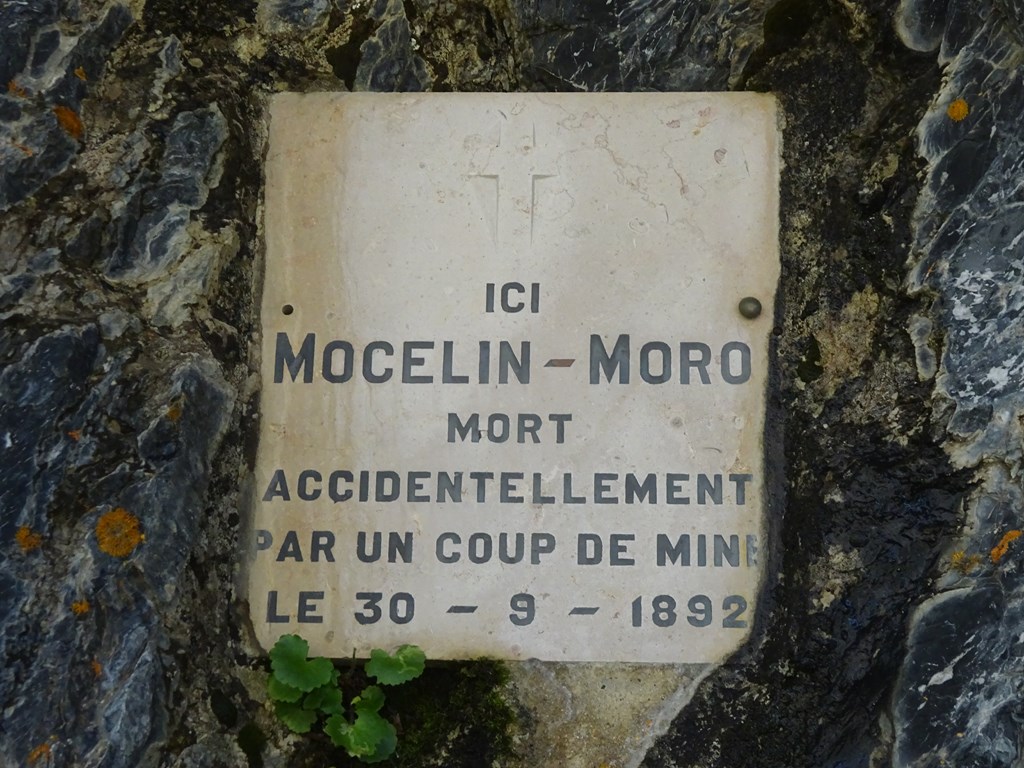 ICI
MOCELIN - MORO
MORT
ACCIDENTELLEMENT
PAR UN COUP DE MINE
LE 30 - 9 - 1892